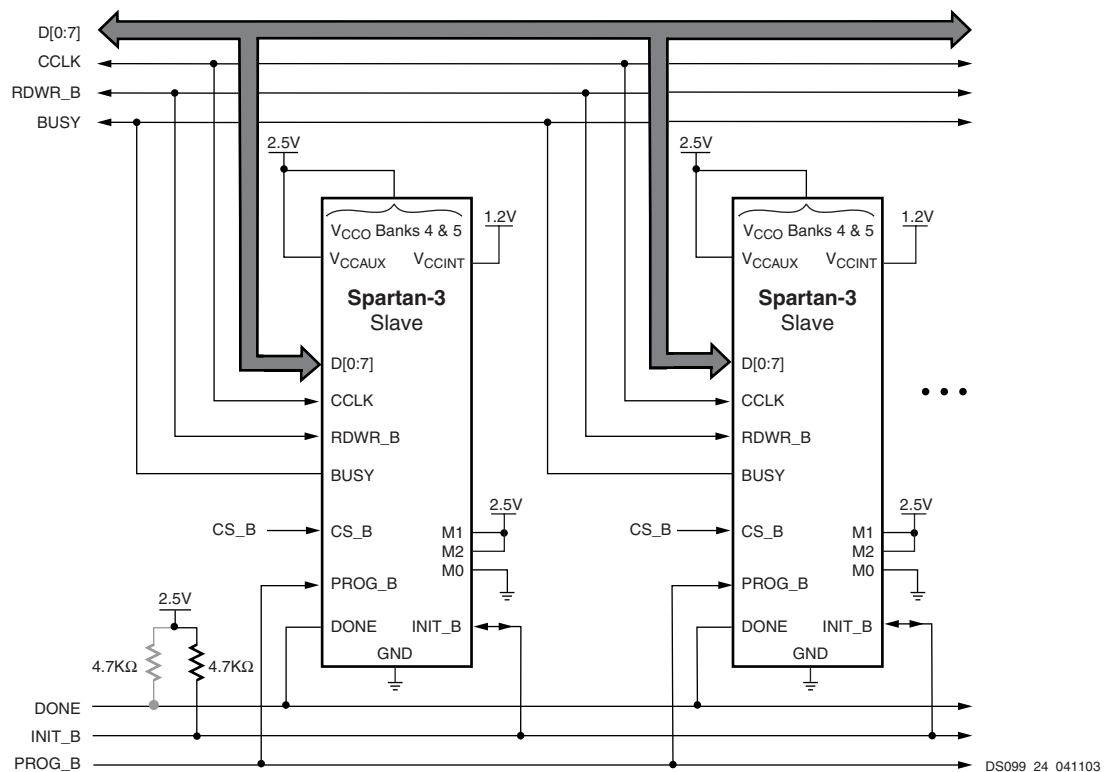 D[0:7]
CCLK
RDWR_B
BUSY
2.5V
2.5V
VCCO Banks 4 & 5
1.2V
VCCO Banks 4 & 5
1.2V
VCCAUX
VCCINT
VCCAUX
VCCINT
Spartan-3
Slave
Spartan-3
Slave
D[0:7]
D[0:7]
CCLK
CCLK
• • •
RDWR_B
RDWR_B
BUSY
BUSY
2.5V
2.5V
CS_B
CS_B
M1
CS_B
CS_B
M1
M2
M2
M0
M0
PROG_B
PROG_B
2.5V
DONE
INIT_B
DONE
INIT_B
GND
GND
4.7KΩ
4.7KΩ
DONE
INIT_B
PROG_B
DS099_24_041103